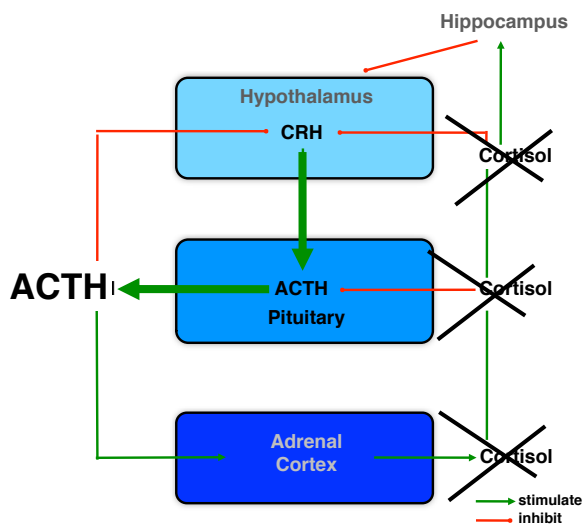 Hippocampus
Hypothalamus
CRH
Cortisol
ACTH
ACTH
Cortisol
Pituitary
Adrenal
Cortex
Cortisol
stimulate
inhibit